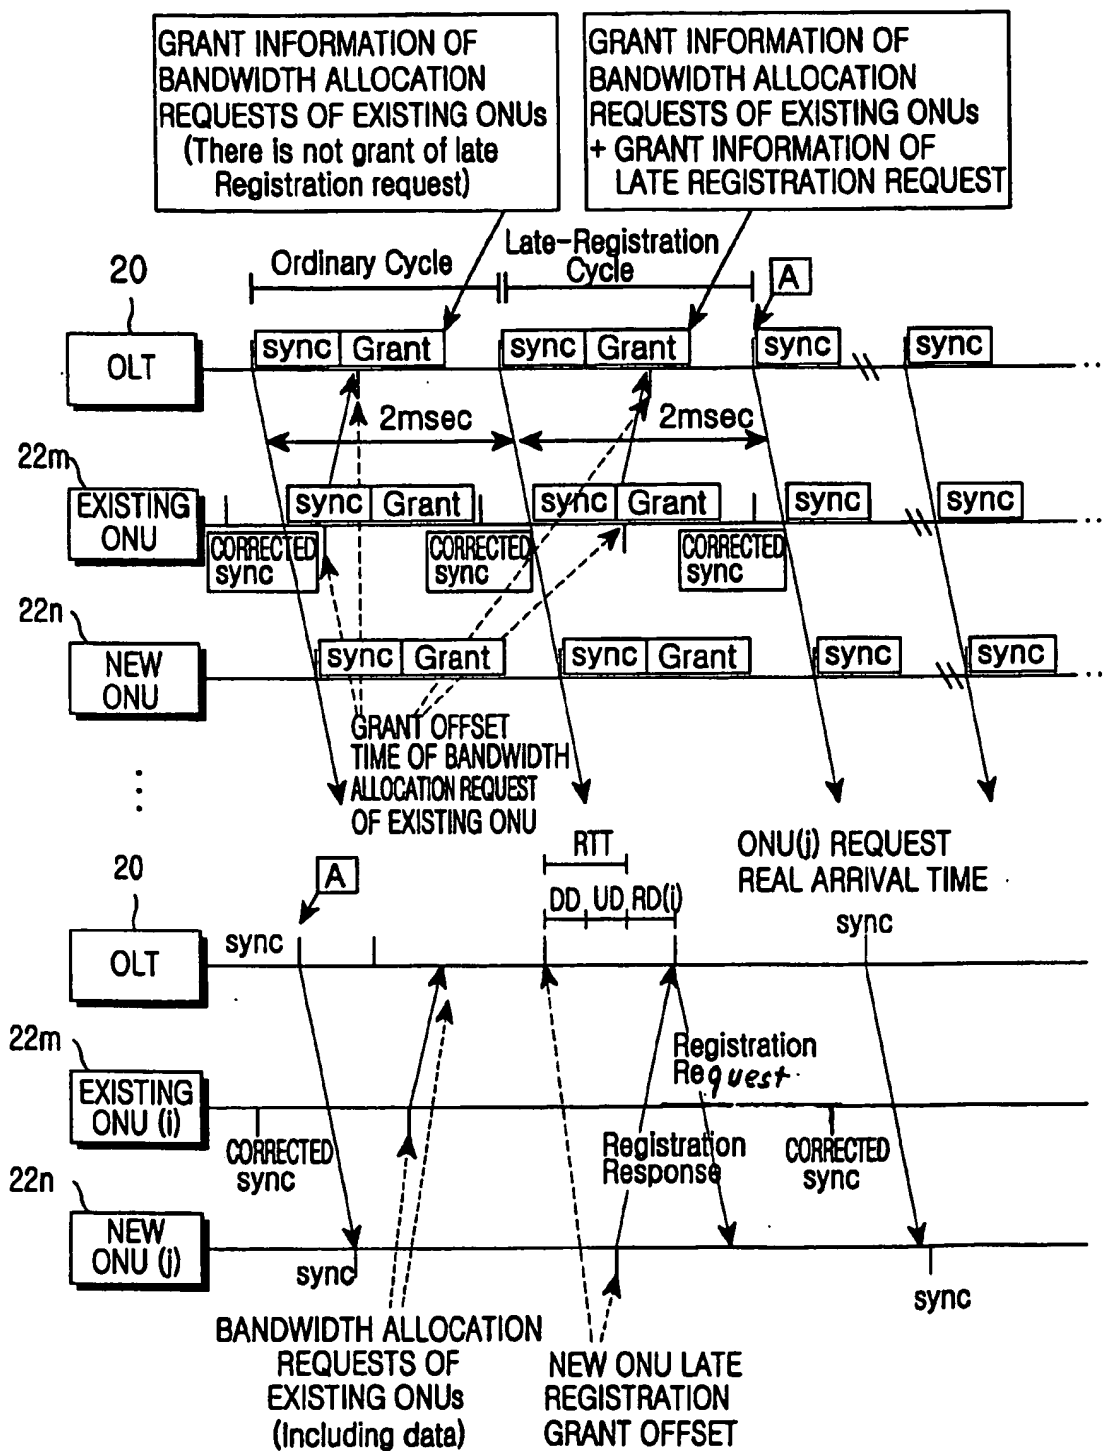 GRANT INFORMATION OF
BANDWIDTH ALLOCATION
REQUESTS OF EXISTING ONUs
(There is not grant of late
Registration request)
GRANT INFORMATION OF
BANDWIDTH ALLOCATION
REQUESTS OF EXISTING ONUs
+ GRANT INFORMATION OF
LATE REGISTRATION REQUEST
Ordinary Cycle
Late-Registration
Cycle
A
20
OLT
sync Grant sync Grant sync sync
2msec 2msec
22m
EXISTING
ONU
sync Grant sync Grant sync sync
CORRECTED
sync
CORRECTED
sync
CORRECTED
sync
22n
NEW
ONU
sync Grant sync Grant sync sync
GRANT OFFSET
TIME OF BANDWIDTH
ALLOCATION REQUEST
OF EXISTING ONU
RTT
DD UD RD(i)
ONU(j) REQUEST
REAL ARRIVAL TIME
20
A
OLT
sync
sync
22m
EXISTING
ONU (i)
Registration
Request
CORRECTED
sync
Registration
Response
CORRECTED
sync
22n
NEW
ONU (j)
sync
sync
BANDWIDTH ALLOCATION
REQUESTS OF
EXISTING ONUs
(Including data)
NEW ONU LATE
REGISTRATION
GRANT OFFSET